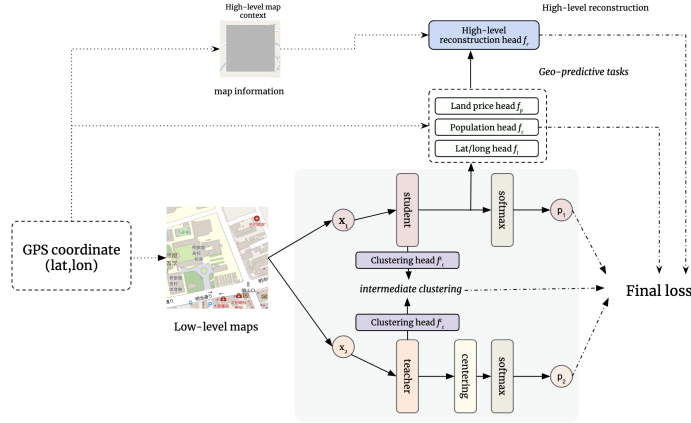 High-level map
context
map information
High-level reconstruction
High-level
reconstruction head fr
Geo-predictive tasks
Land price head fp
Population head fc
Lat/long head fl
GPS coordinate
(lat,lon)
Low-level maps
x1
student
softmax
p1
Clustering head fst
intermediate clustering
Final loss
Clustering head ftt
x2
teacher
centering
softmax
p2